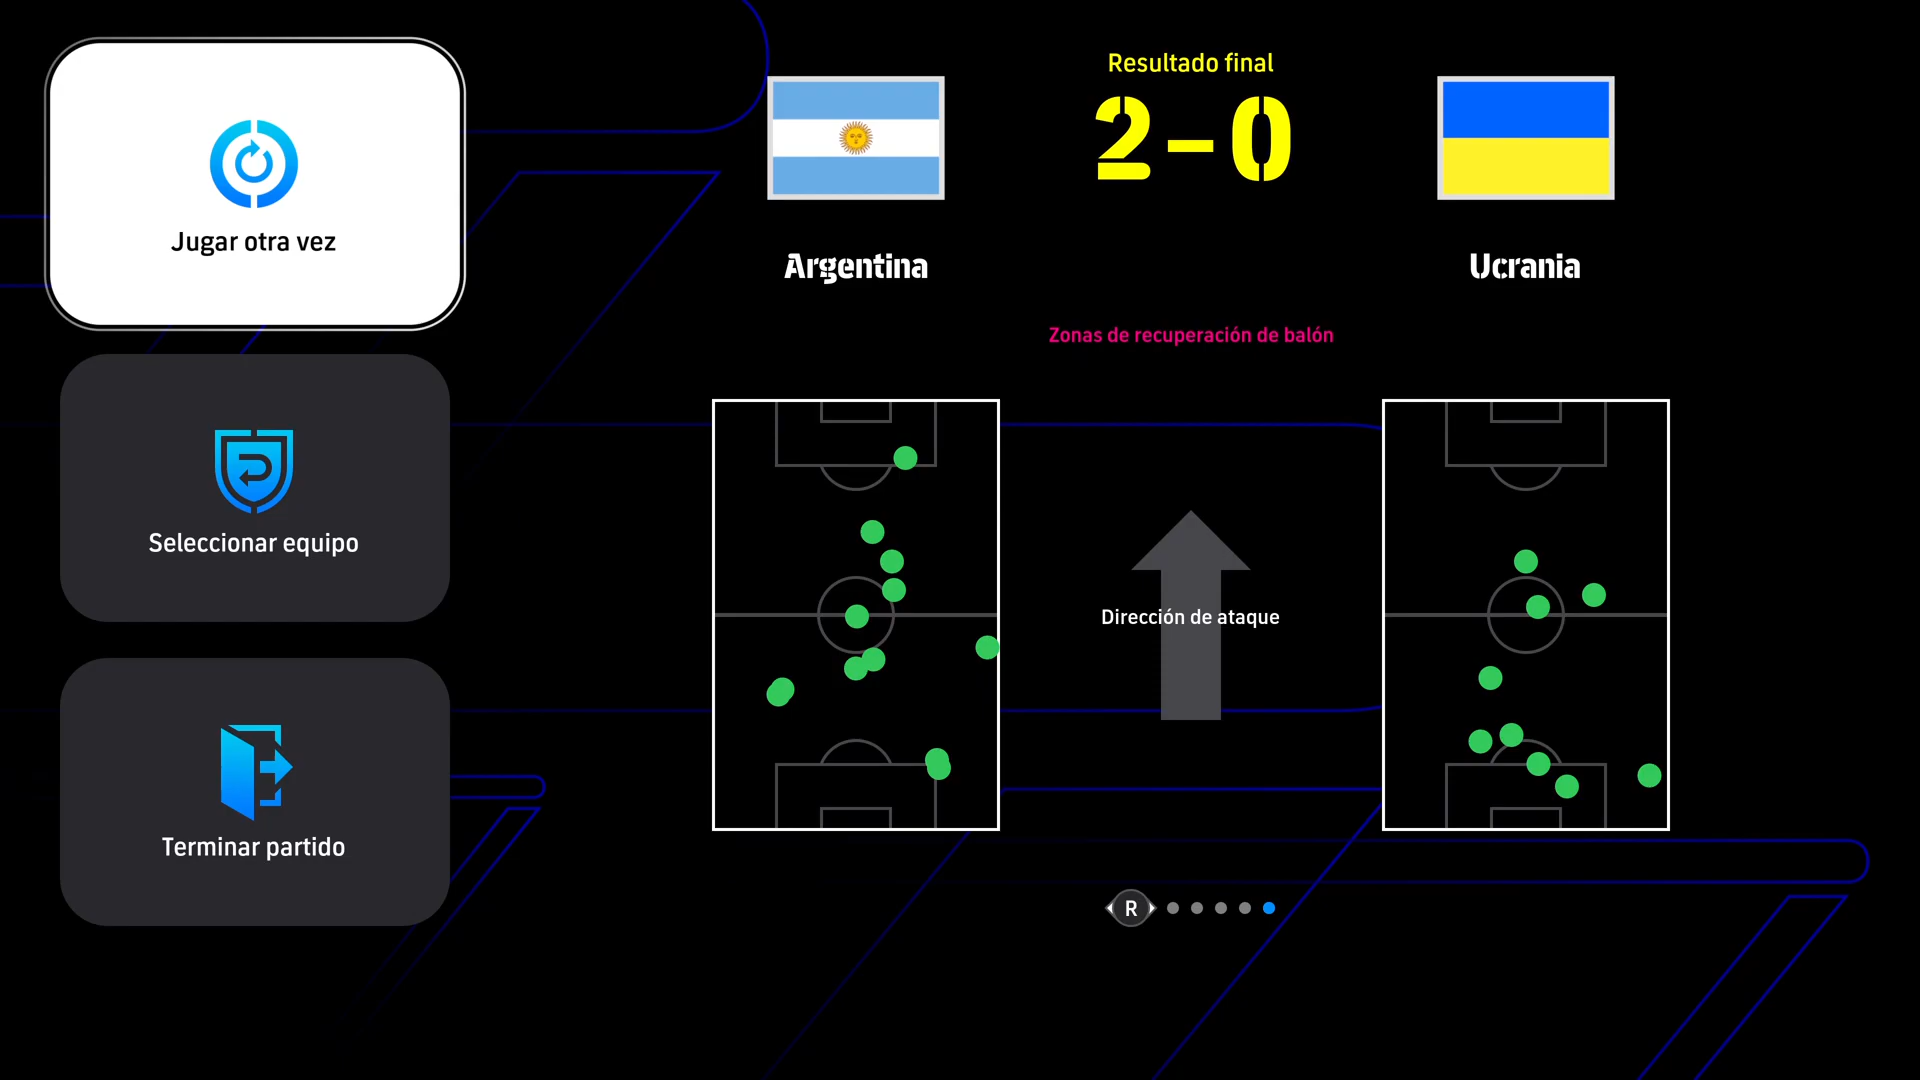 Jugar otra vez
Seleccionar equipo
Terminar partido
Resultado final
2-0
Argentina
Ucrania
Zonas de recuperación de balón
Dirección de ataque
R